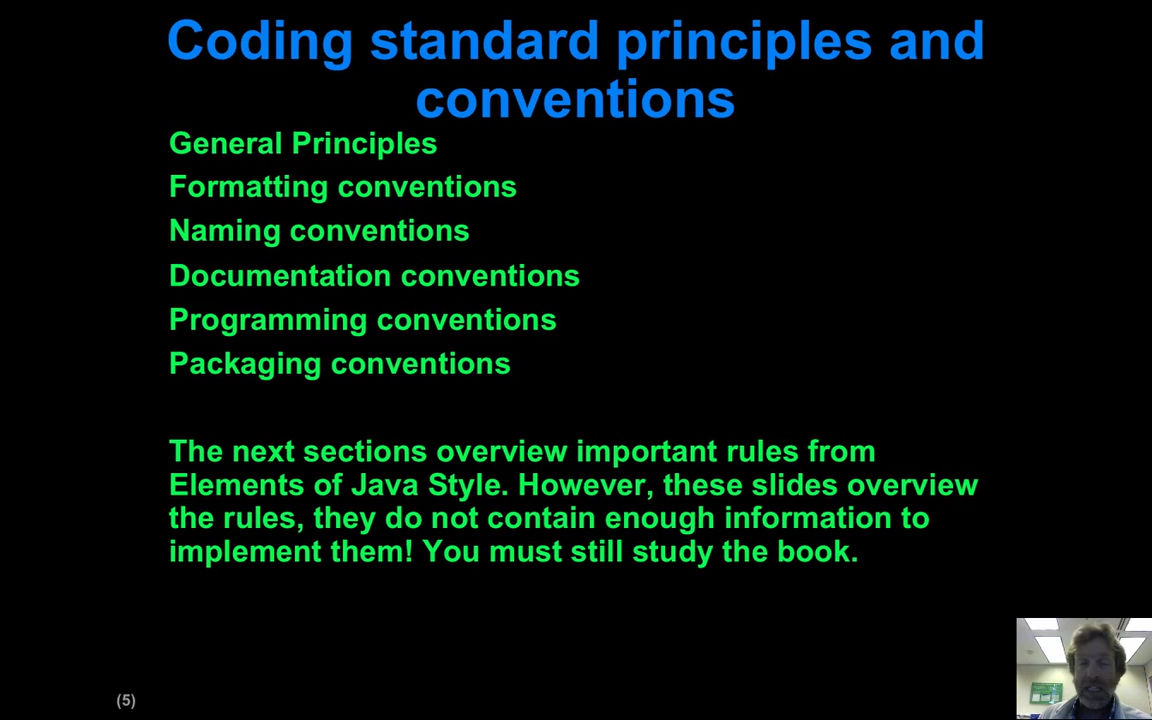 Coding standard principles and
conventions
General Principles
Formatting conventions
Naming conventions
Documentation conventions
Programming conventions
Packaging conventions
The next sections overview important rules from
Elements of Java Style. However, these slides overview
the rules, they do not contain enough information to
implement them! You must still study the book.
(5)